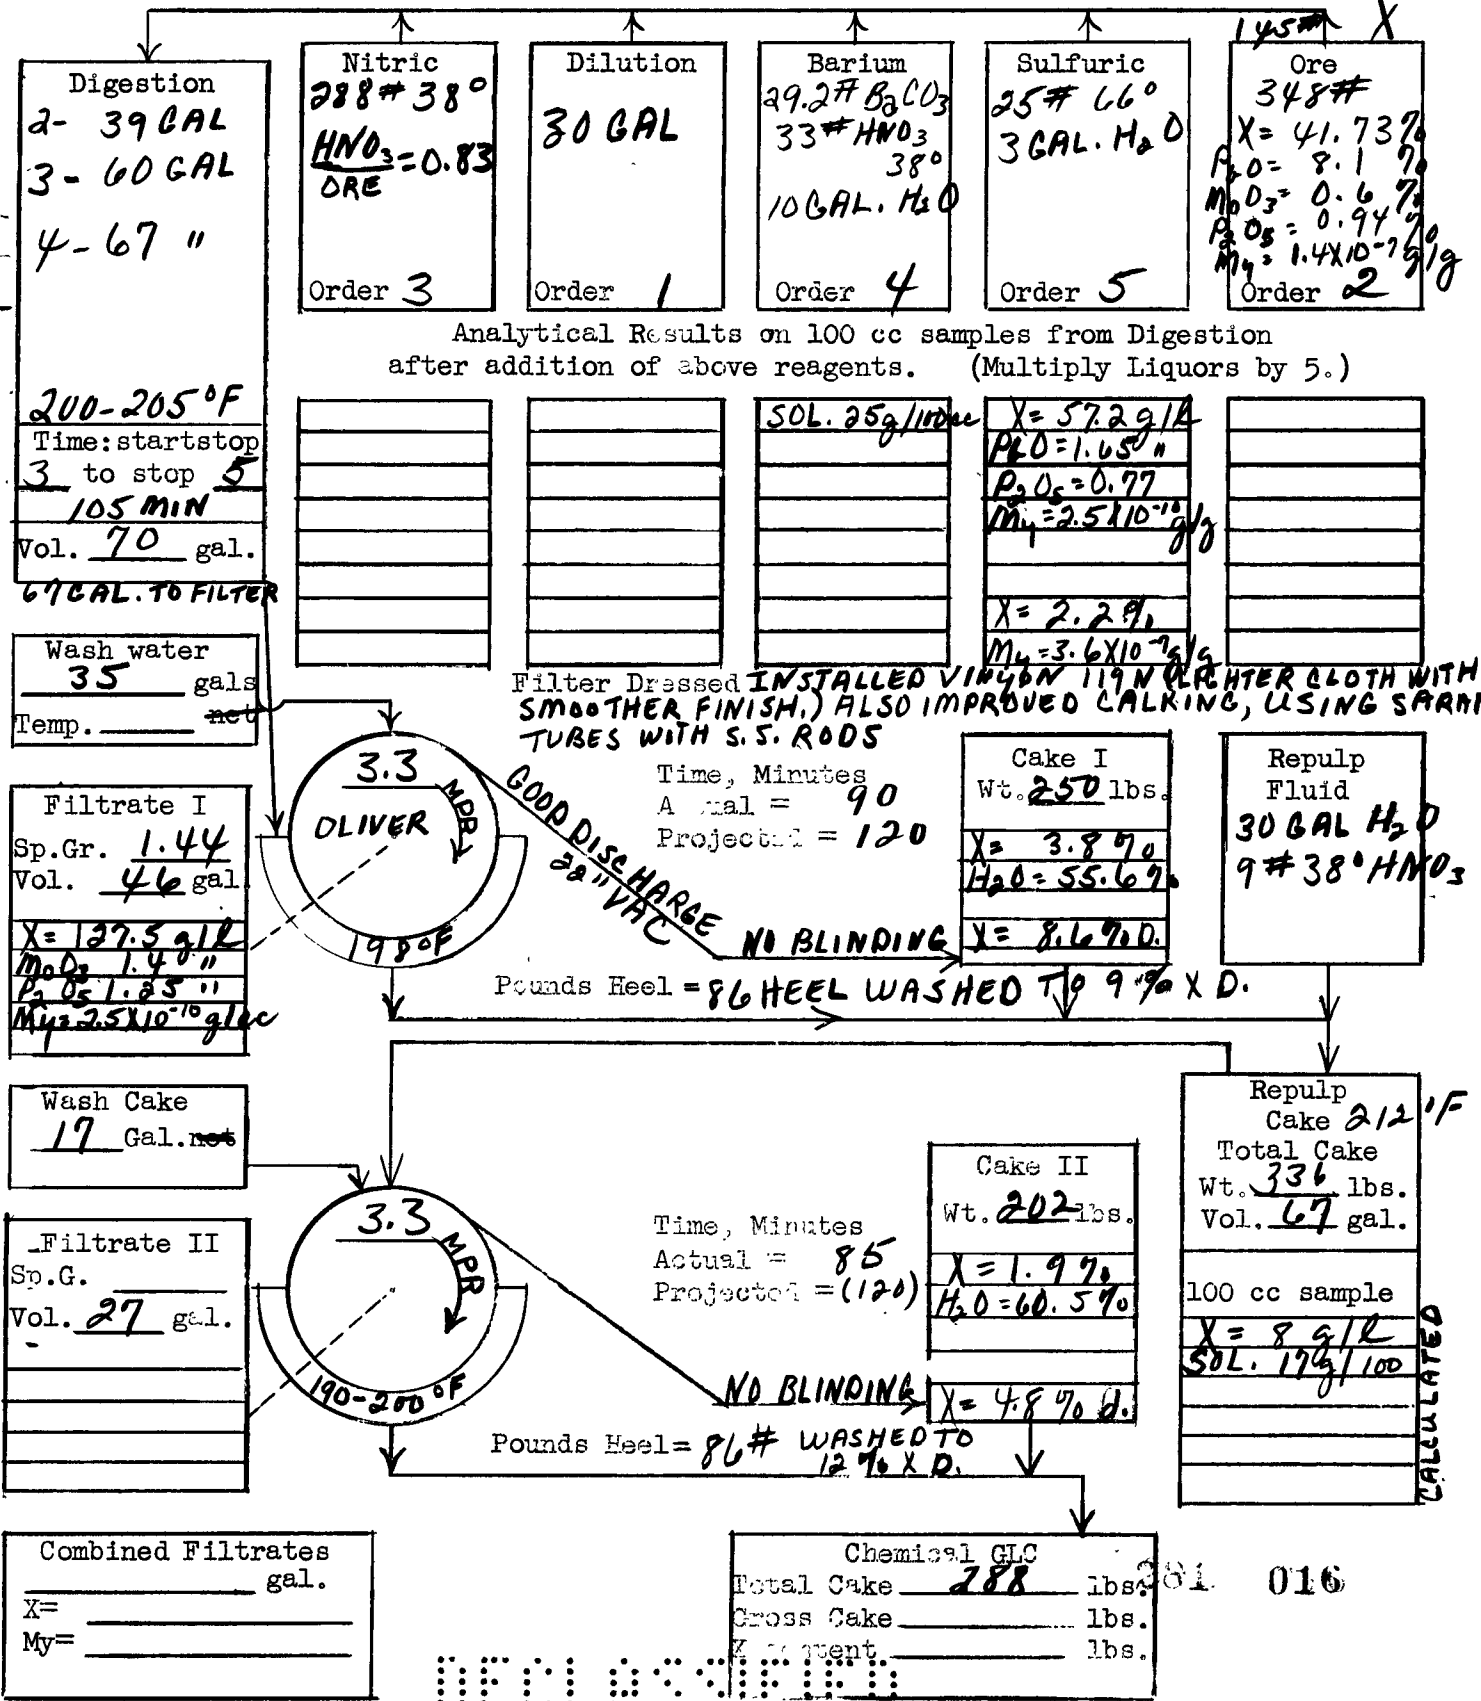 145# X
Digestion
2- 39 GAL
3- 60 GAL
4- 67 "
200-205°F
Time: startstop
3 to stop 5
105 MIN
Vol. 70 gal.
67 GAL. TO FILTER
Nitric
288# 38°
HNO3
ORE
=0.83
Order 3
Dilution
30 GAL
Order 1
Barium
29.2# BaCO3
33# HNO3
38°
10 GAL. H2O
Order 4
Sulfuric
25# 66°
3 GAL. H2O
Order 5
Ore
348#
X= 41.73%
PbO= 8.1 %
MoO3= 0.6 %
P2O5= 0.94 %
My= 1.4X10-7 g/g
Order 2
Analytical Results on 100 cc samples from Digestion
after addition of above reagents. (Multiply Liquors by 5.)
SOL. 25g/100cc
X= 57.2 g/l
PbO=1.65 "
P2O5=0.77
My=2.5X10-10 g/g
X= 2.2%
My=3.6X10-7 g/g
Wash water
35 gals
net
Temp.
Filter Dressed INSTALLED VINYON 119N (LIGHTER CLOTH WITH
SMOOTHER FINISH.) ALSO IMPROVED CALKING, USING SARAN
TUBES WITH S.S. RODS
Filtrate I
Sp.Gr. 1.44
Vol. 46 gal
X= 127.5 g/l
MoO3 1.4 "
P2O5 1.25 "
My=2.5X10-10 g/cc
3.3
MPR
OLIVER
198°F
GOOD DISCHARGE
22" VAC
NO BLINDING
Time, Minutes
A ual = 90
Projected = 120
Cake I
Wt. 250 lbs.
X= 3.8%
H2O=55.6%
X= 8.6% D.
Repulp
Fluid
30 GAL H2O
9# 38° HNO3
Pounds Heel = 86 HEEL WASHED TO 9% X D.
Wash Cake
17 Gal. net
Repulp
Cake 212°F
Total Cake
Wt. 336 lbs.
Vol. 67 gal.
100 cc sample
X= 8 g/l
SOL. 17g/100
CALCULATED
Filtrate II
Sp.G.
Vol. 27 gal.
3.3
MPR
190-200°F
Time, Minutes
Actual = 85
Projected =(120)
NO BLINDING
Cake II
Wt. 202 lbs.
X= 1.9%
H2O=60.5%
X= 4.8% d.
Pounds Heel= 86# WASHED TO
12% X D.
Combined Filtrates
gal.
X=
My=
Chemical GLC
Total Cake 288 lbs.
Gross Cake lbs.
lbs.
281 016
DECLASSIFIED